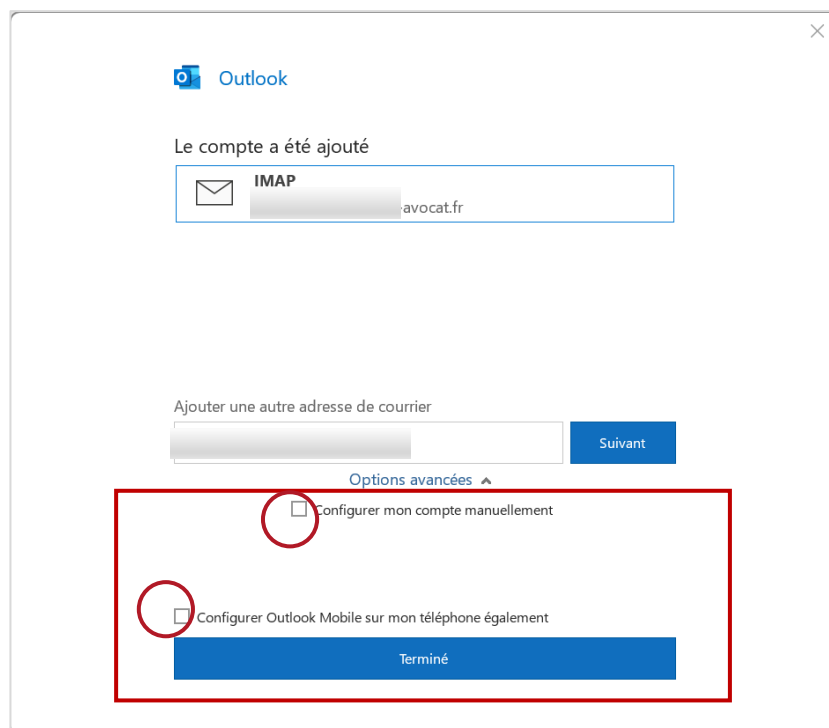 Outlook
Le compte a été ajouté
IMAP
avocat.fr
Ajouter une autre adresse de courrier
Suivant
Options avancées
Configurer mon compte manuellement
Configurer Outlook Mobile sur mon téléphone également
Terminé